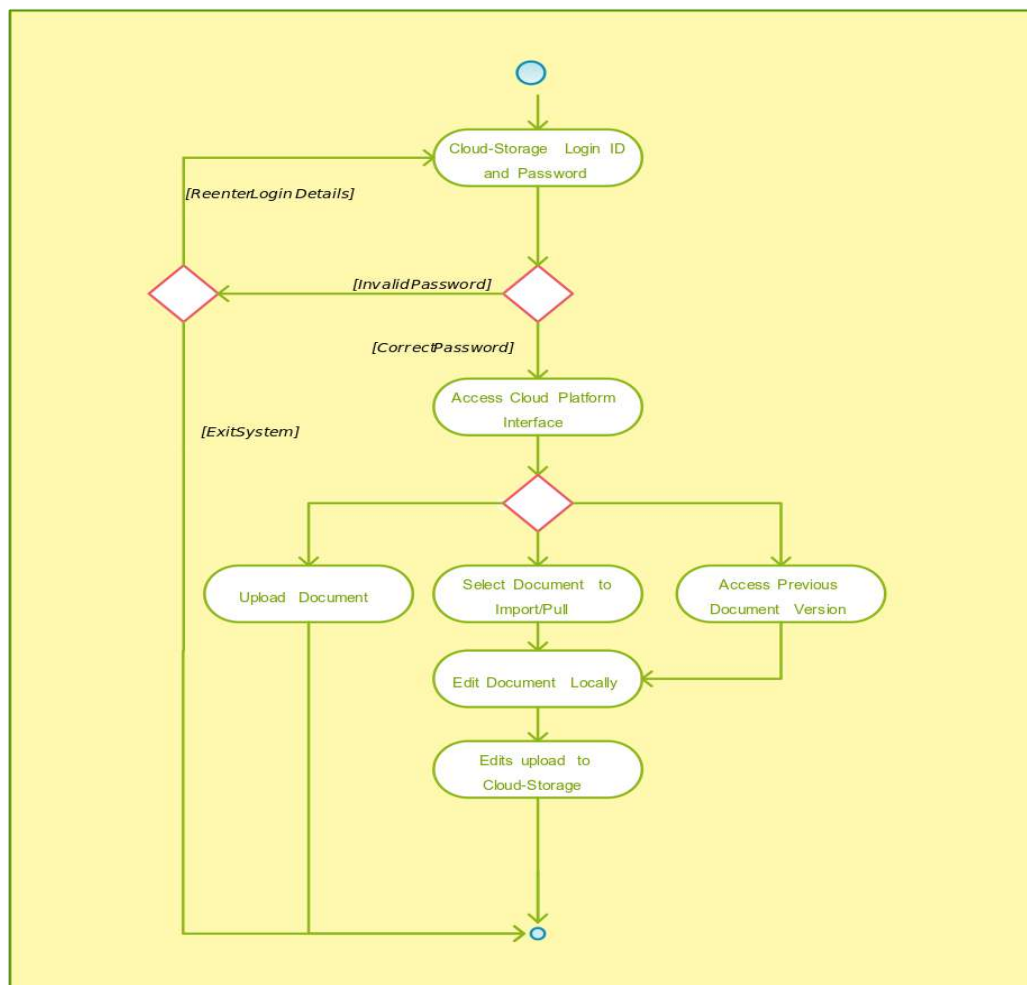 Cloud-Storage Login ID
and Password
[ReenterLogin Details]
[InvalidPassword]
[CorrectPassword]
Access Cloud Platform
Interface
[ExitSystem]
Upload Document
Select Document to
Import/Pull
Access Previous
Document Version
Edit Document Locally
Edits upload to
Cloud-Storage